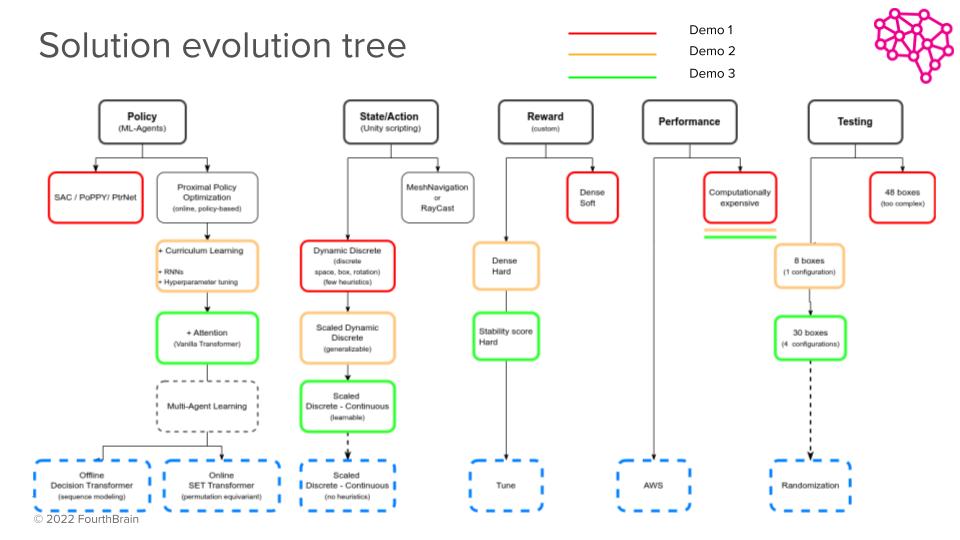 Solution evolution tree
Demo 1
Demo 2
Demo 3
Policy
(ML-Agents)
State/Action
(Unity scripting)
Reward
(custom)
Performance
Testing
SAC / PoPPY/ PtrNet
Proximal Policy
Optimization
(online, policy-based)
MeshNavigation
or
RayCast
Dense
Soft
Computationally
expensive
48 boxes
(too complex)
+ Curriculum Learning
+ RNNs
+ Hyperparameter tuning
Dynamic Discrete
(discrete
space, box, rotation)
(few heuristics)
Dense
Hard
8 boxes
(1 configuration)
+ Attention
(Vanilla Transformer)
Scaled Dynamic
Discrete
(generalizable)
Stability score
Hard
30 boxes
(4 configurations)
Multi-Agent Learning
Scaled
Discrete - Continuous
(learnable)
Offline
Decision Transformer
(sequence modeling)
Online
SET Transformer
(permutation equivariant)
Scaled
Discrete - Continuous
(no heuristics)
Tune
AWS
Randomization
© 2022 FourthBrain